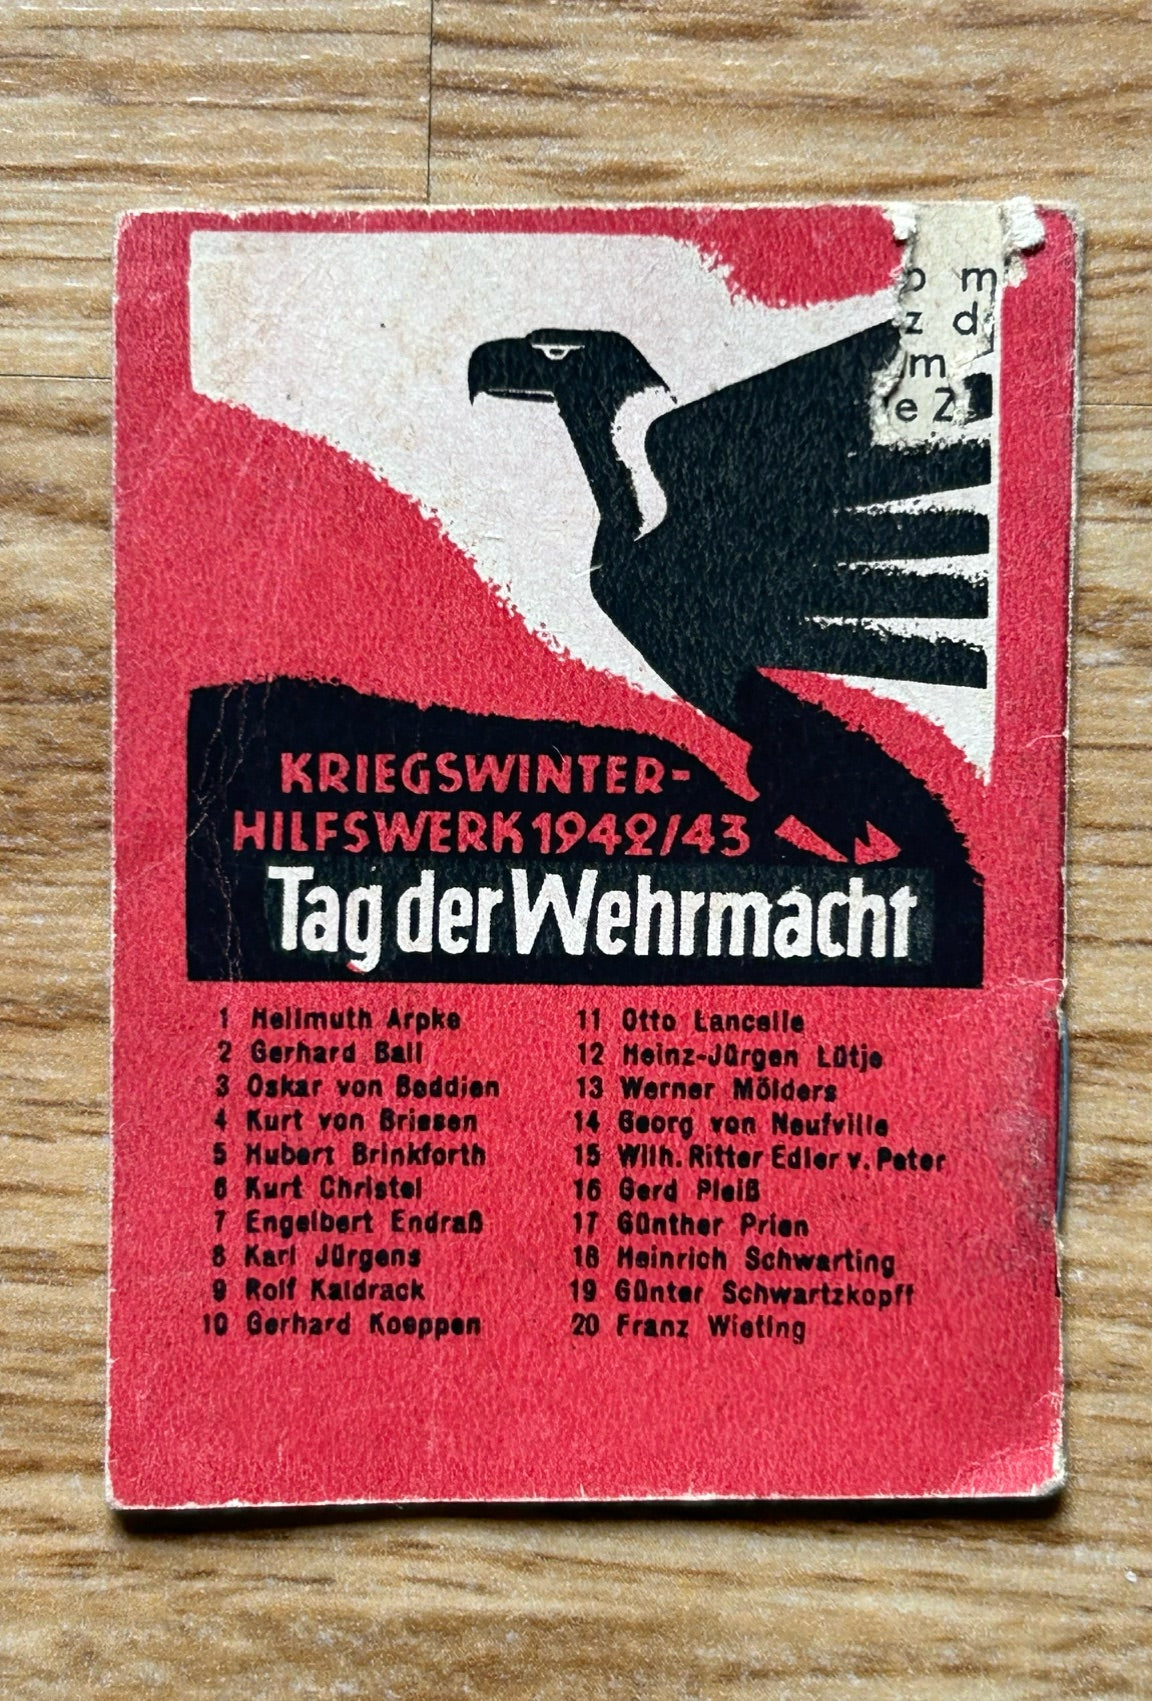 m
z d
m
e Z
KRIEGSWINTER-
HILFSWERK 1942/43
Tag der Wehrmacht
1 Hellmuth Arpke
2 Gerhard Ball
3 Oskar von Boddien
4 Kurt von Briesen
5 Hubert Brinkforth
6 Kurt Christel
7 Engelbert Endraß
8 Karl Jürgens
9 Rolf Kaldrack
10 Gerhard Koeppen
11 Otto Lancelle
12 Heinz-Jürgen Lütje
13 Werner Mölders
14 Georg von Neufville
15 Wilh. Ritter Edler v. Peter
16 Gerd Pleiß
17 Günther Prien
18 Heinrich Schwarting
19 Günter Schwartzkopff
20 Franz Wieting